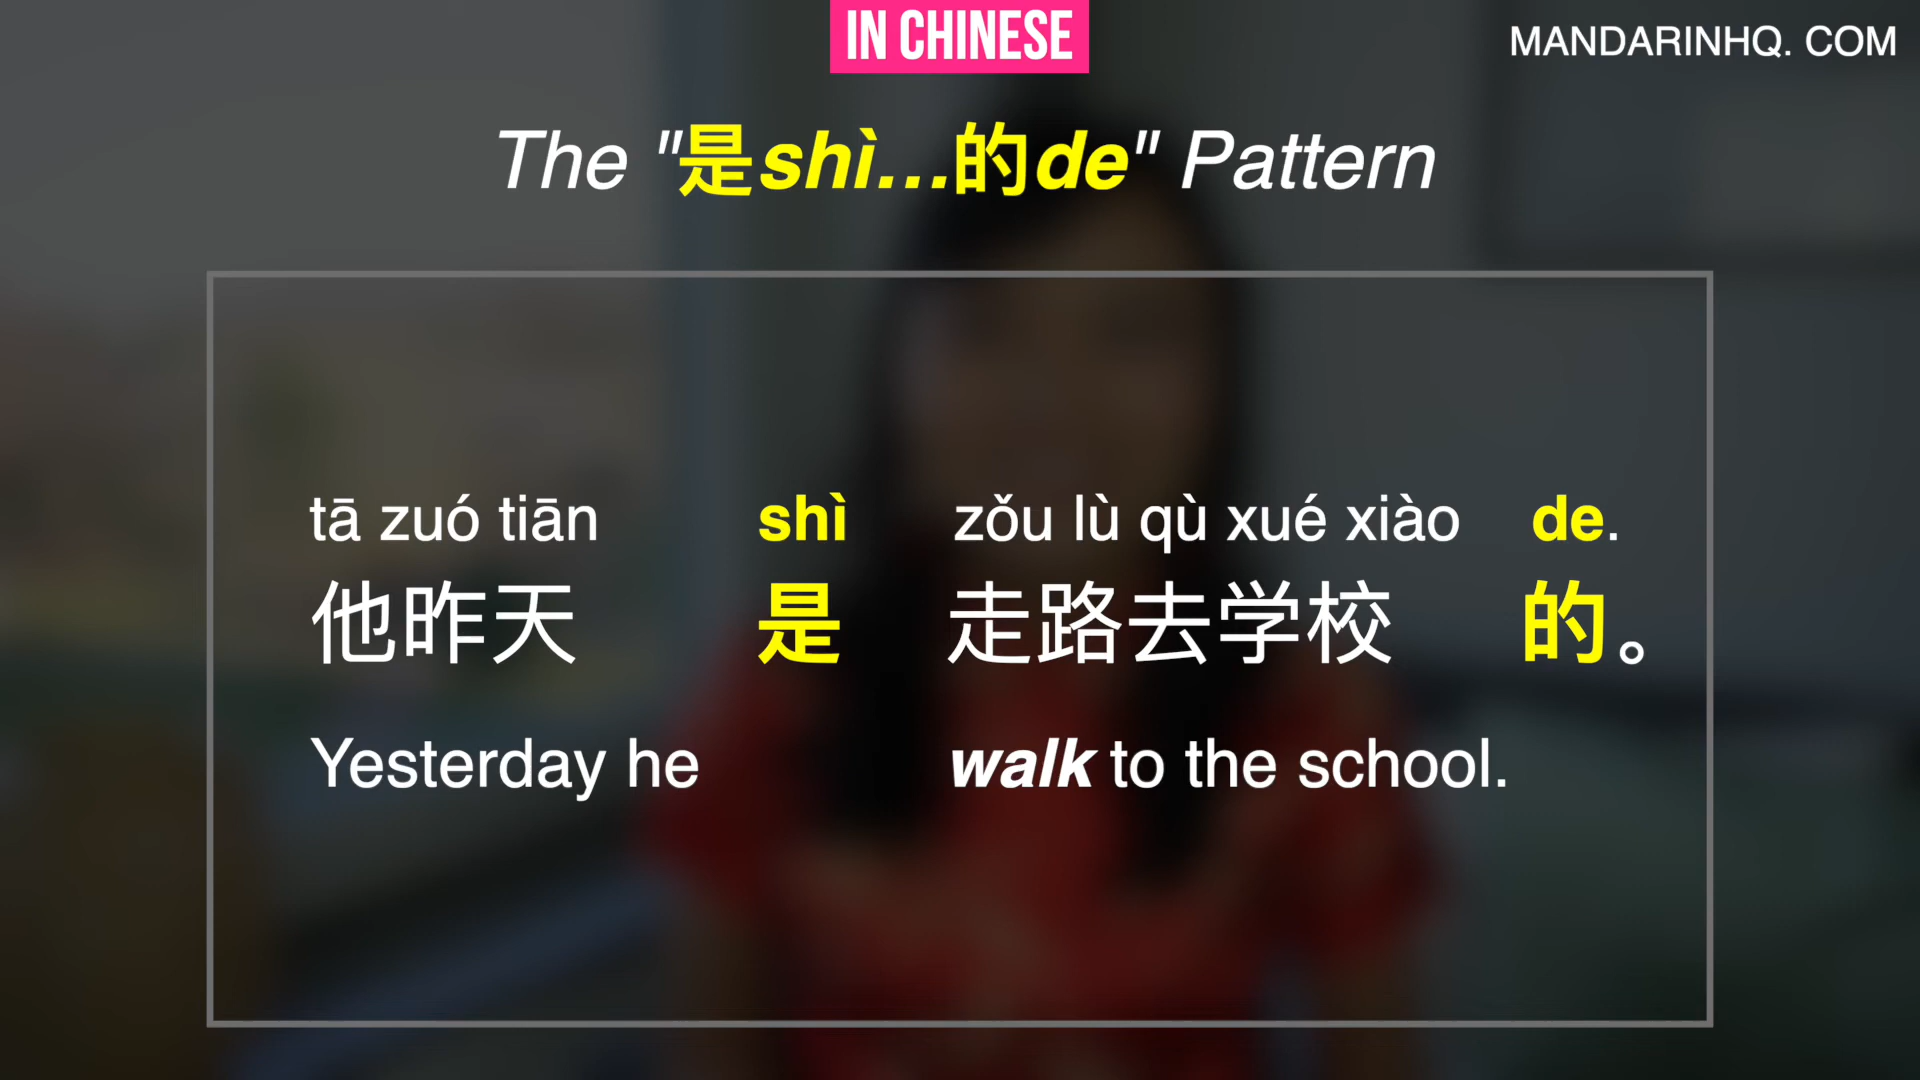 IN CHINESE
MANDARINHQ. COM
The "是shì...的de" Pattern
tā zuó tiān shì zǒu lù qù xué xiào de.
他昨天 是 走路去学校 的。
Yesterday he walk to the school.